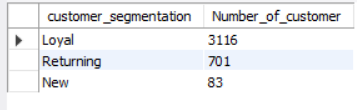 customer_segmentation Number_of_customer
Loyal 3116
Returning 701
New 83